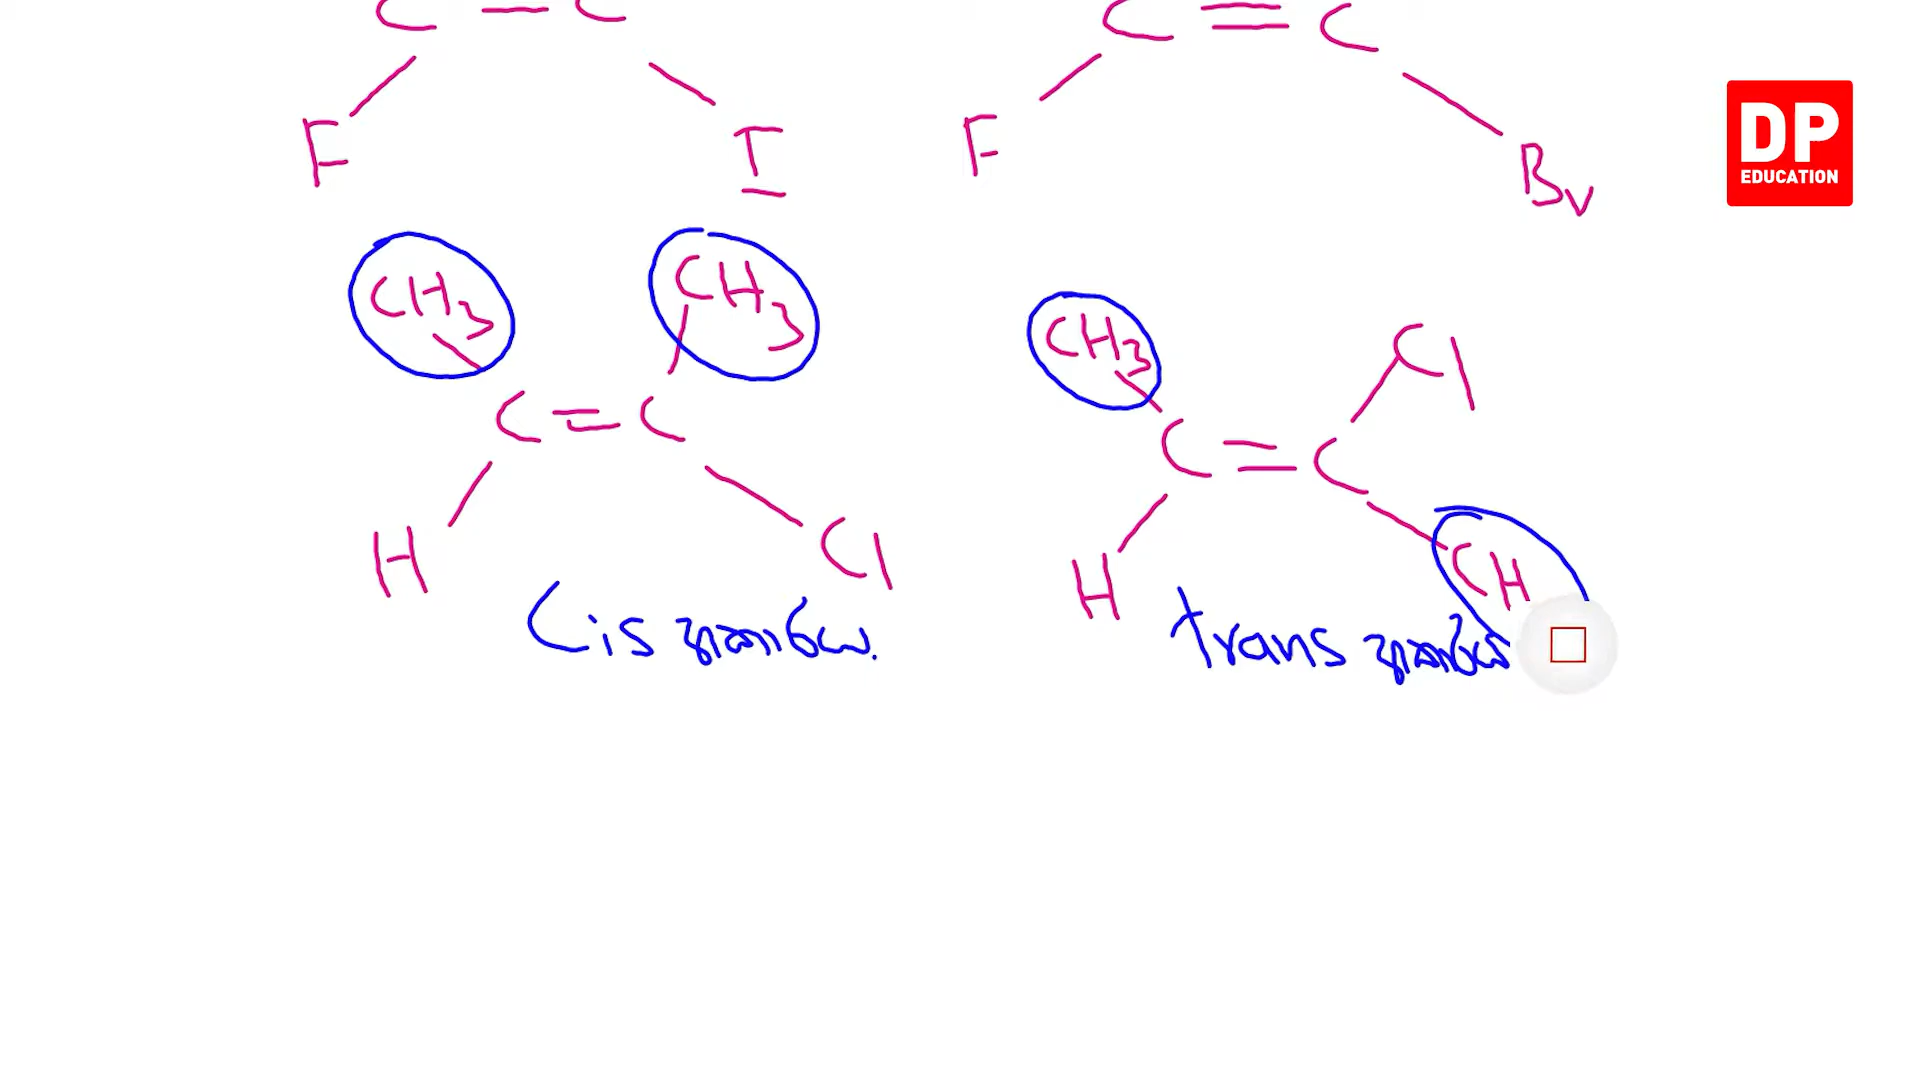 C = C
C = C
F
I
F
Br
DP
EDUCATION
CH3
CH3
C = C
H
Cl
CH3
Cl
C = C
H
CH
Cis
trans